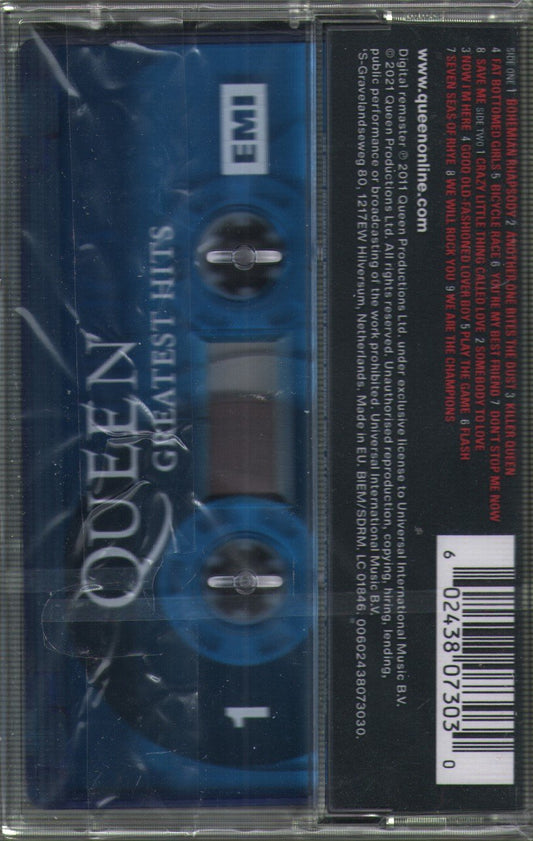 SIDE ONE 1 BOHEMIAN RHAPSODY 2 ANOTHER ONE BITES THE DUST 3 KILLER QUEEN
4 FAT BOTTOMED GIRLS 5 BICYCLE RACE 6 YOU'RE MY BEST FRIEND 7 DON'T STOP ME NOW
8 SAVE ME SIDE TWO 1 CRAZY LITTLE THING CALLED LOVE 2 SOMEBODY TO LOVE
3 NOW I'M HERE 4 GOOD OLD-FASHIONED LOVER BOY 5 PLAY THE GAME 6 FLASH
7 SEVEN SEAS OF RHYE 8 WE WILL ROCK YOU 9 WE ARE THE CHAMPIONS
www.queenonline.com
Digital remaster ℗ 2011 Queen Productions Ltd. under exclusive license to Universal International Music B.V.
© 2021 Queen Productions Ltd. All rights reserved. Unauthorised reproduction, copying, hiring, lending,
public performance or broadcasting of the work prohibited. Universal International Music B.V.
'S-Gravelandseweg 80, 1217EW Hilversum, Netherlands. Made in EU. BIEM/SDRM. LC 01846. 00602438073030.
6 02438 07303 0
EMI
QUEEN
GREATEST HITS
1